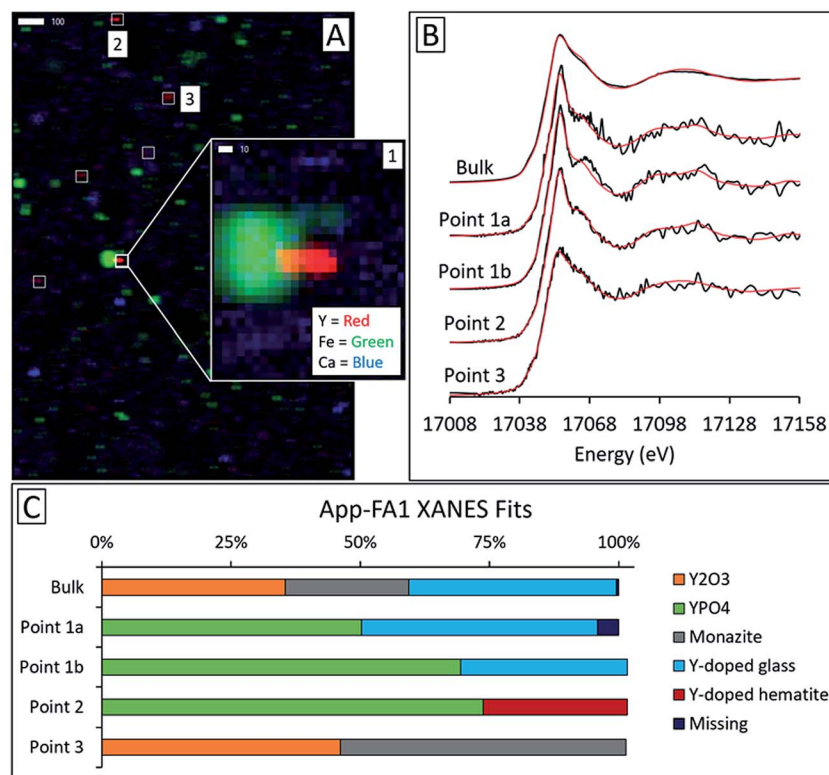 100
A
2
3
1
10
Y = Red
Fe = Green
Ca = Blue
B
Bulk
Point 1a
Point 1b
Point 2
Point 3
17008 17038 17068 17098 17128 17158
Energy (eV)
C
App-FA1 XANES Fits
0% 25% 50% 75% 100%
Bulk
Point 1a
Point 1b
Point 2
Point 3
Y2O3
YPO4
Monazite
Y-doped glass
Y-doped hematite
Missing